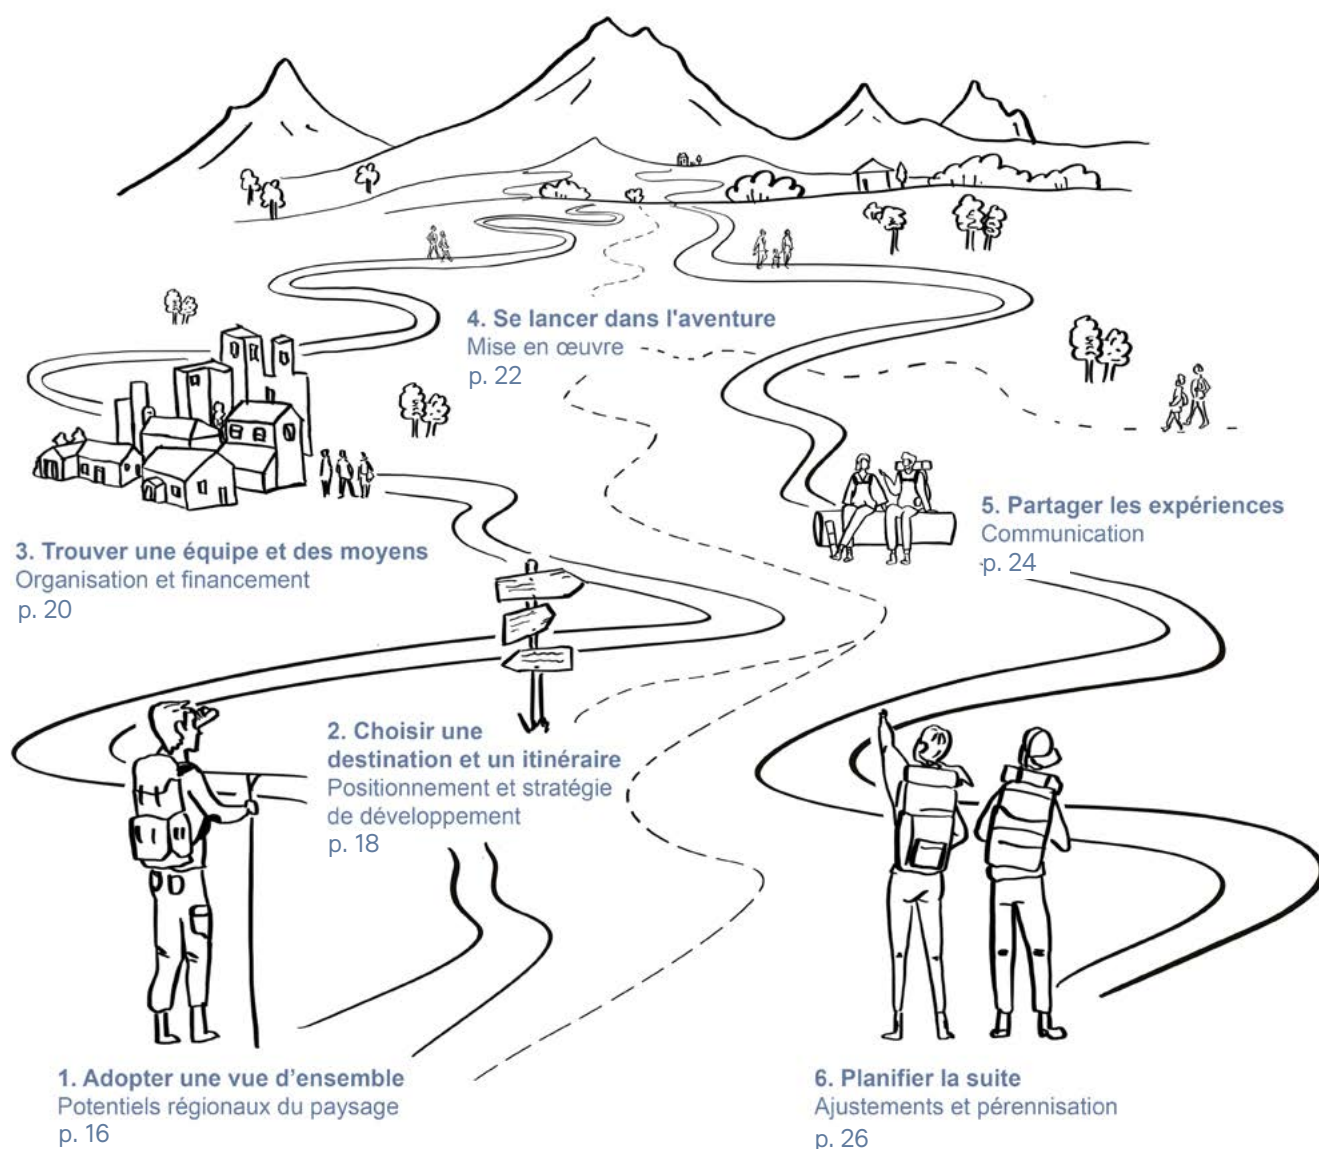 1. Adopter une vue d’ensemble
Potentiels régionaux du paysage
p. 16
2. Choisir une
destination et un itinéraire
Positionnement et stratégie
de développement
p. 18
3. Trouver une équipe et des moyens
Organisation et financement
p. 20
4. Se lancer dans l'aventure
Mise en œuvre
p. 22
5. Partager les expériences
Communication
p. 24
6. Planifier la suite
Ajustements et pérennisation
p. 26